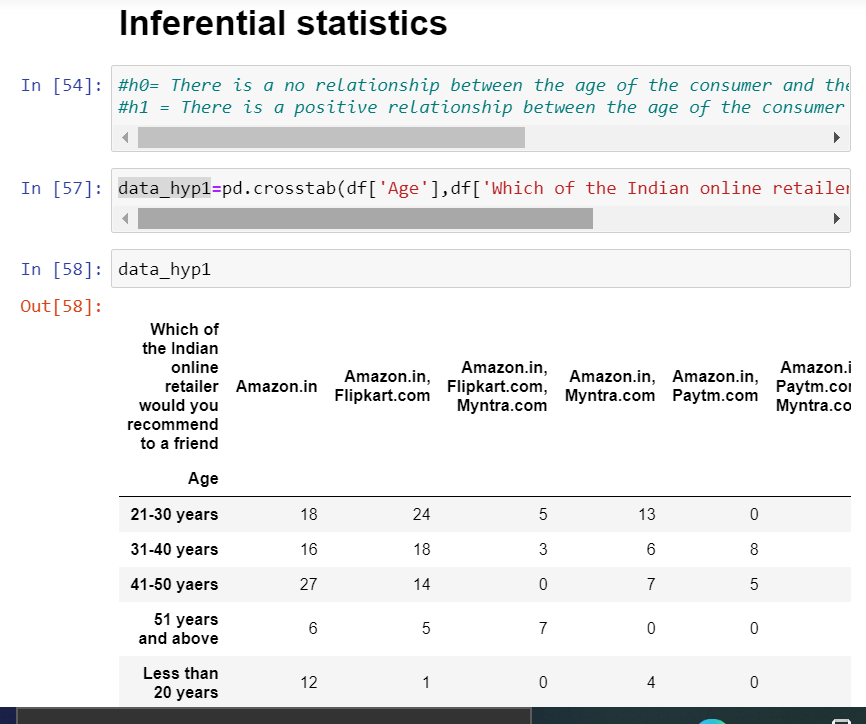 Inferential statistics
In [54]: #h0= There is a no relationship between the age of the consumer and the
#h1 = There is a positive relationship between the age of the consumer
In [57]: data_hyp1=pd.crosstab(df['Age'],df['Which of the Indian online retailer
In [58]: data_hyp1
Out[58]:
Which of
the Indian
online
retailer
would you
recommend
to a friend
Amazon.in
Amazon.in,
Flipkart.com
Amazon.in,
Flipkart.com,
Myntra.com
Amazon.in,
Myntra.com
Amazon.in,
Paytm.com
Amazon.i
Paytm.co
Myntra.co
Age
21-30 years 18 24 5 13 0
31-40 years 16 18 3 6 8
41-50 yaers 27 14 0 7 5
51 years
and above 6 5 7 0 0
Less than
20 years 12 1 0 4 0